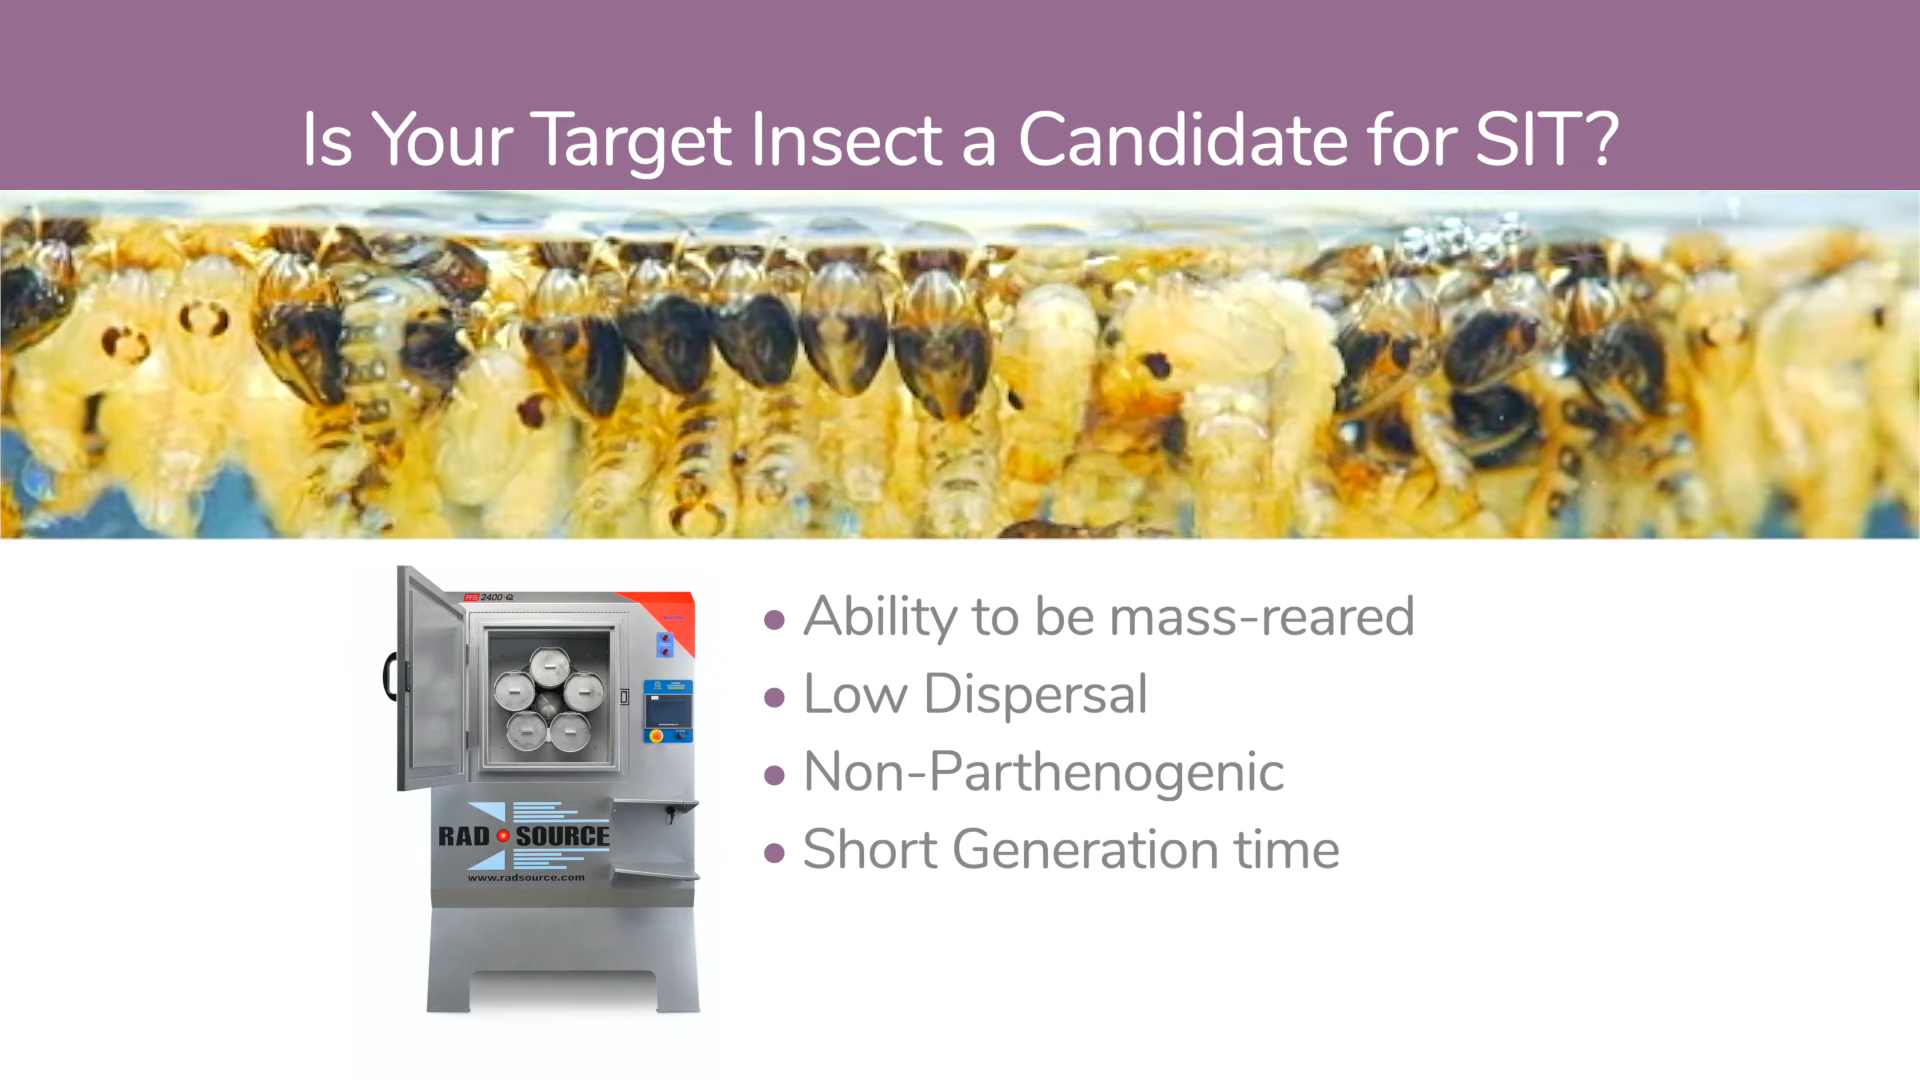 Is Your Target Insect a Candidate for SIT?
RS 2400-Q
RAD SOURCE
www.radsource.com
• Ability to be mass-reared
• Low Dispersal
• Non-Parthenogenic
• Short Generation time